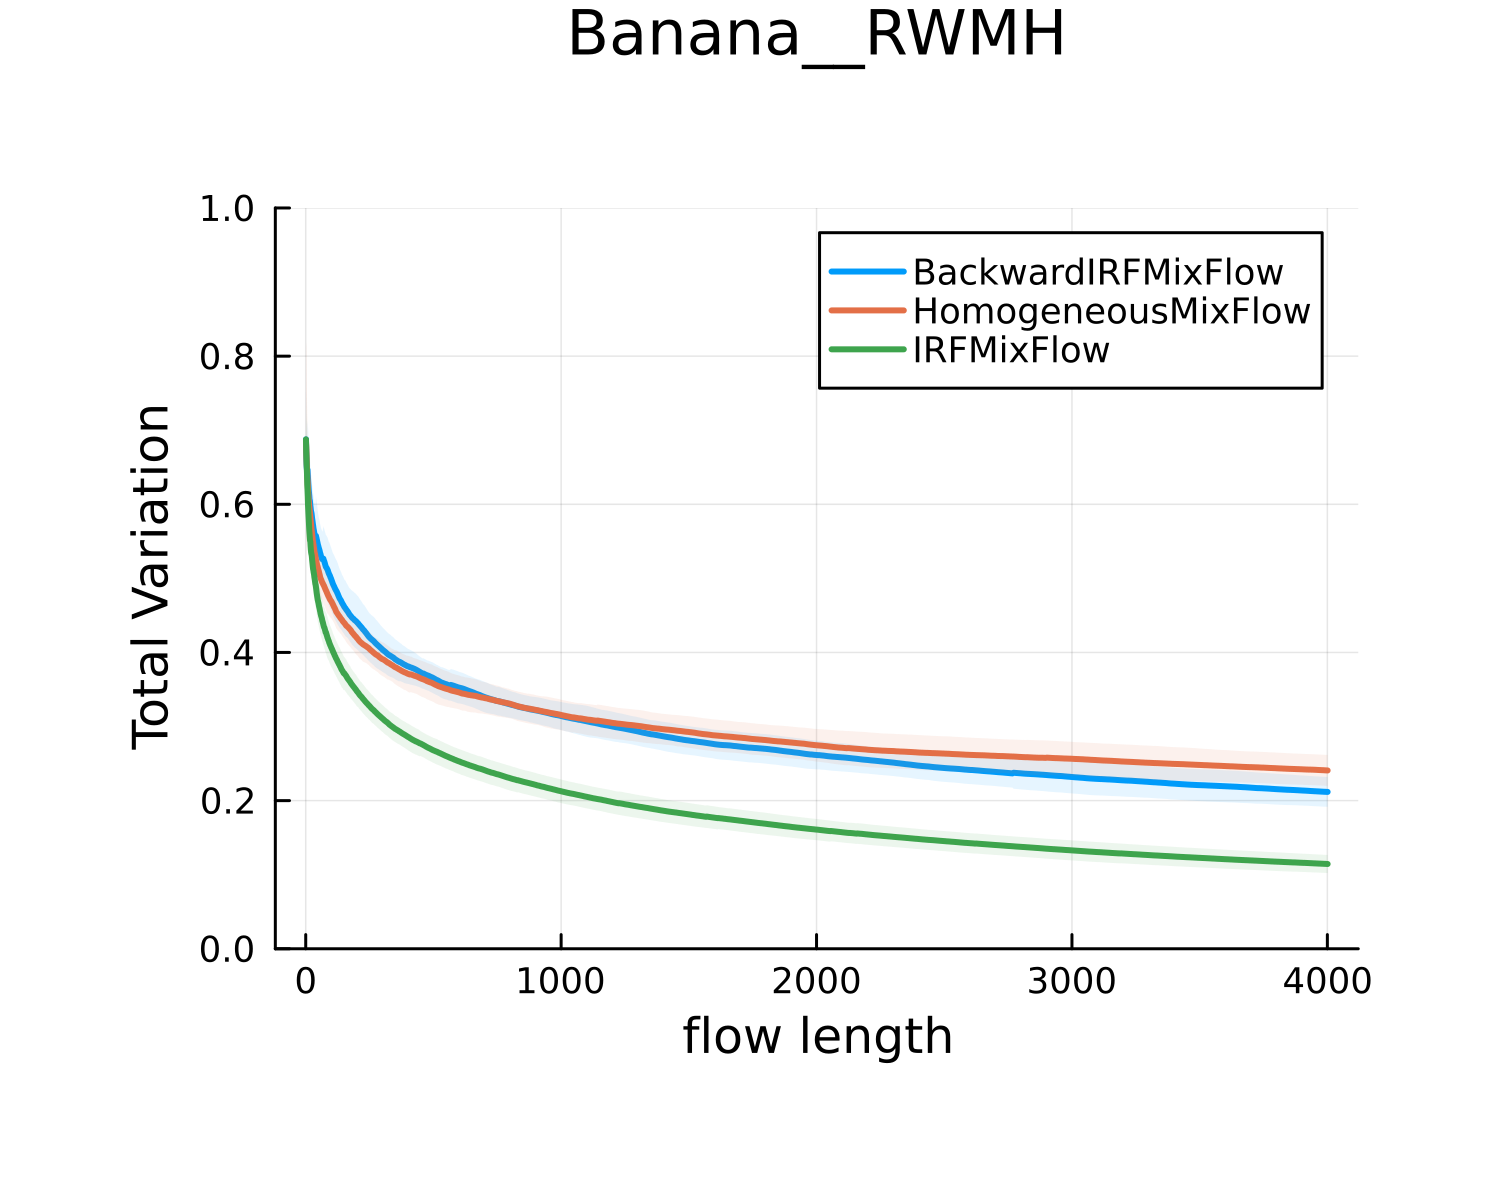 Banana__RWMH
1.0
0.8
0.6
0.4
0.2
0.0
Total Variation
BackwardIRFMixFlow
HomogeneousMixFlow
IRFMixFlow
0 1000 2000 3000 4000
flow length